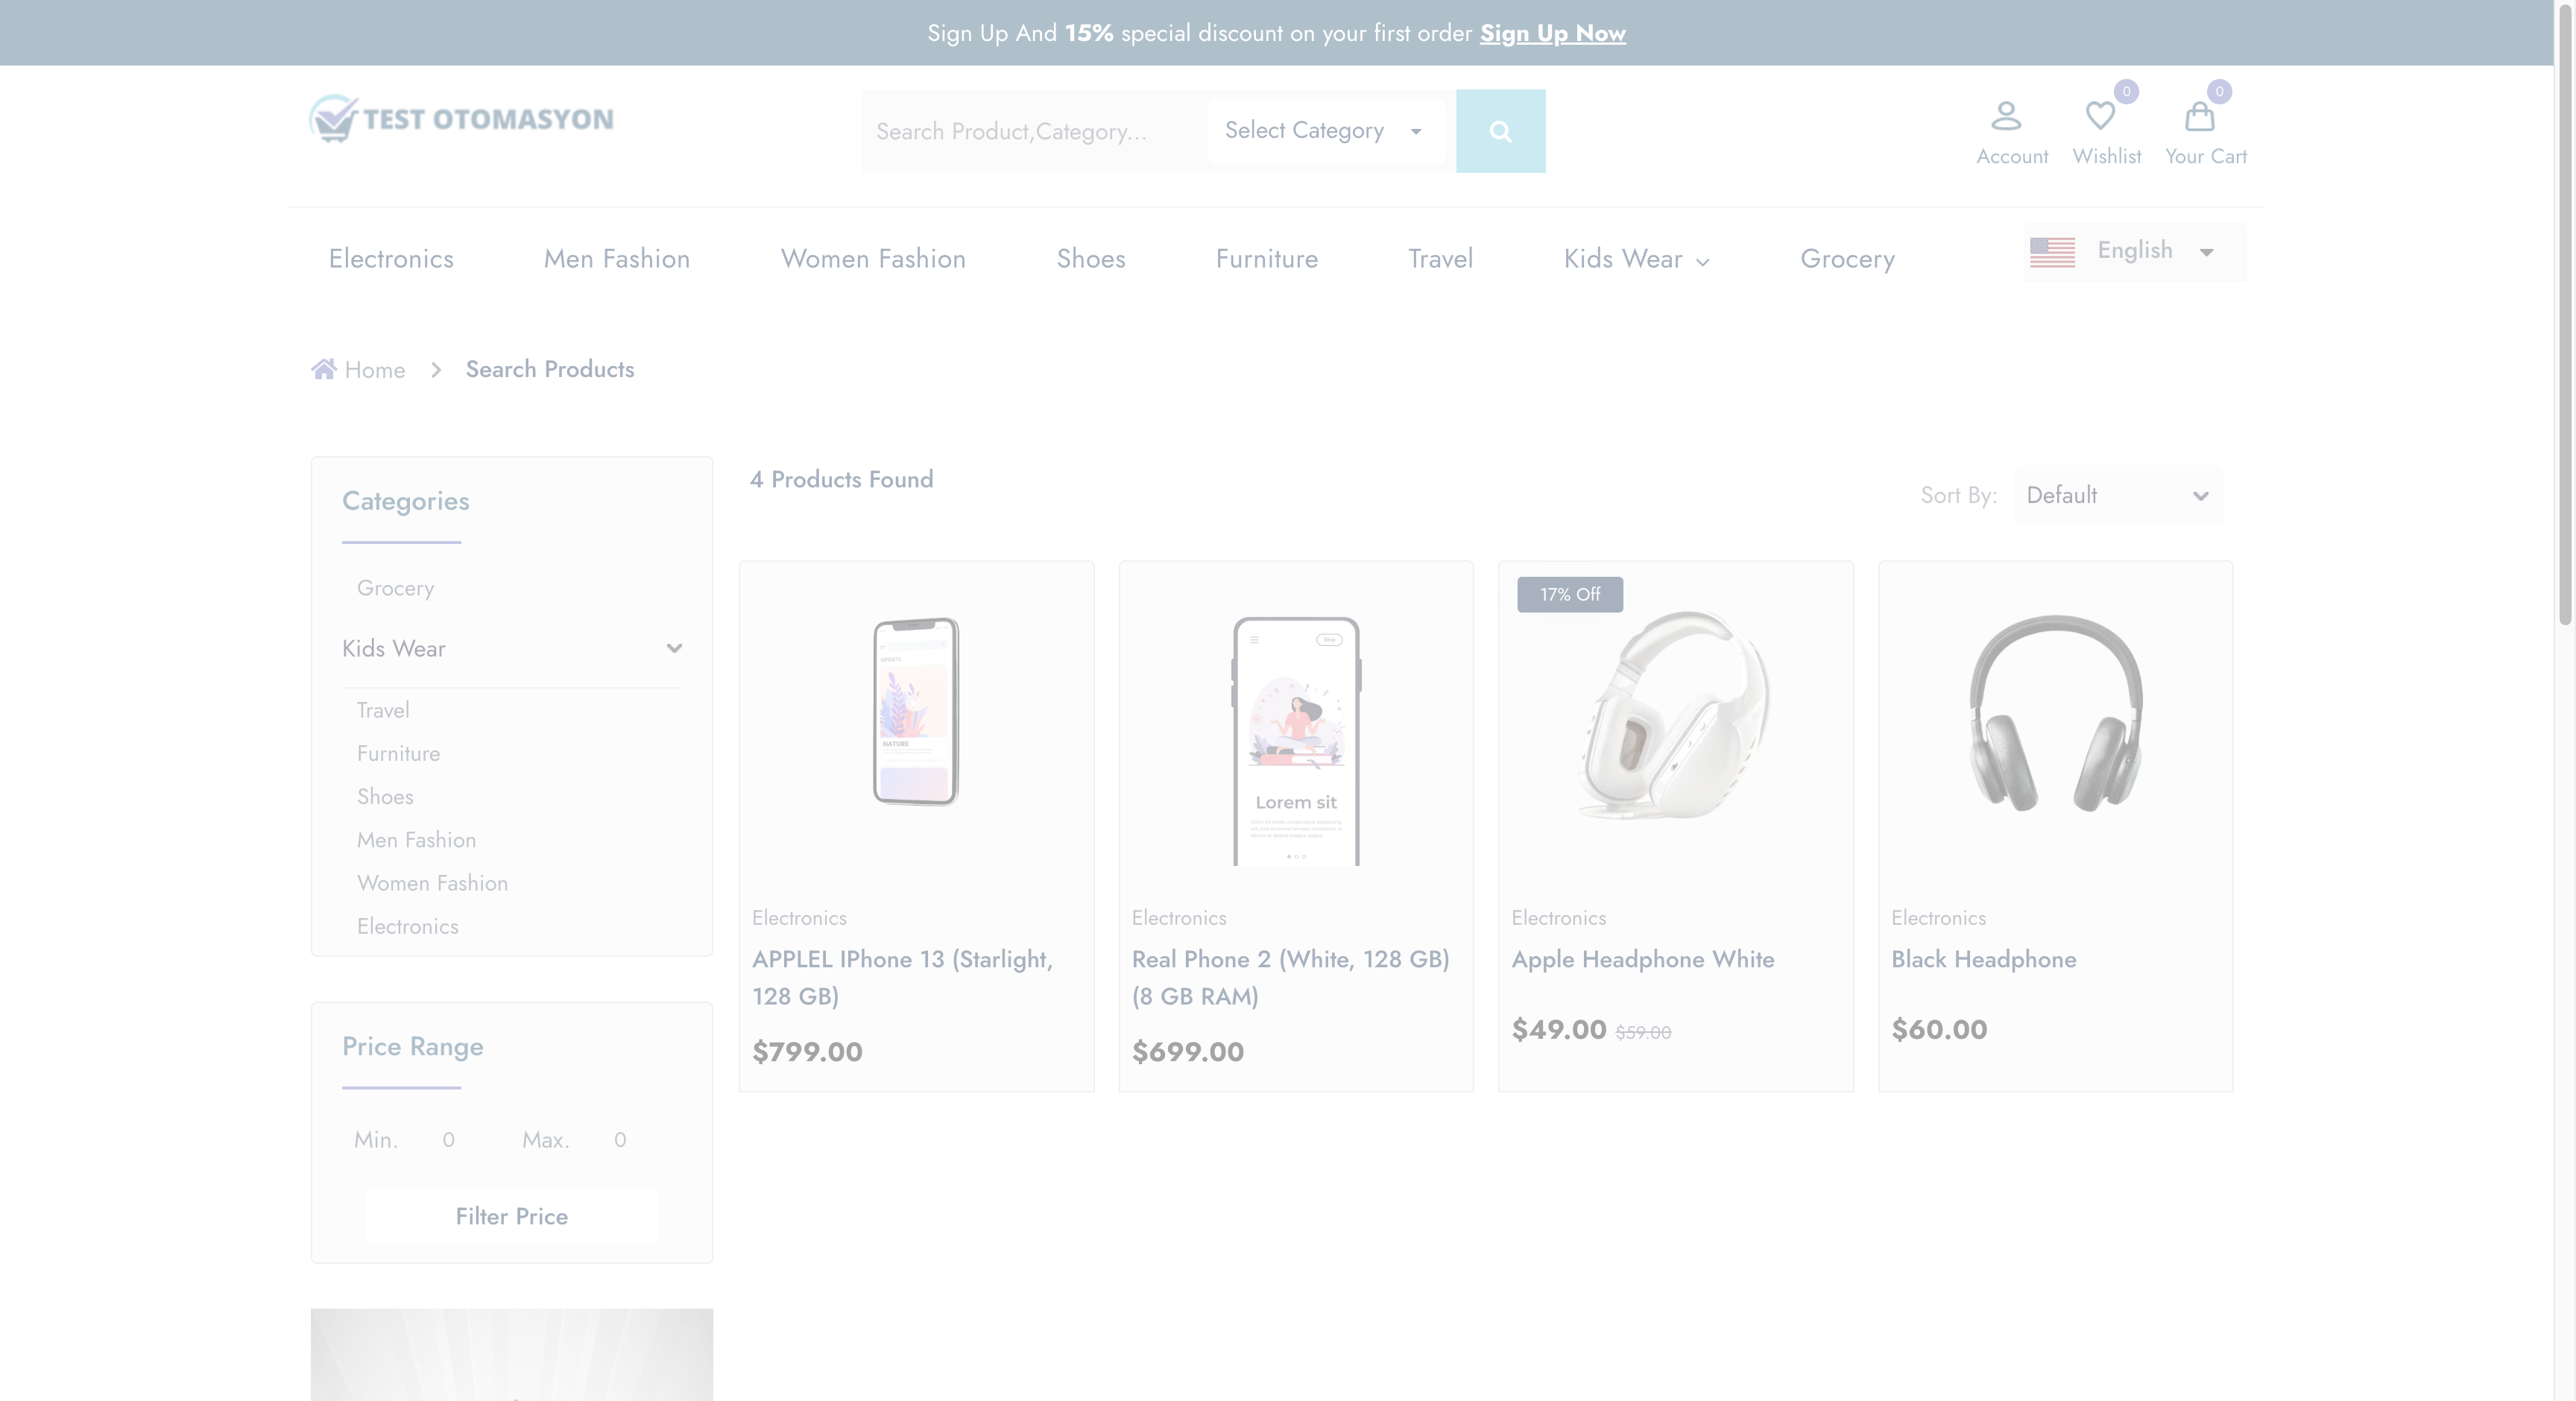 Sign Up And 15% special discount on your first order Sign Up Now
TEST OTOMASYON
Search Product,Category...
Select Category
0
0
Account
Wishlist
Your Cart
Electronics
Men Fashion
Women Fashion
Shoes
Furniture
Travel
Kids Wear
Grocery
English
Home
Search Products
Categories
Grocery
Kids Wear
Travel
Furniture
Shoes
Men Fashion
Women Fashion
Electronics
Price Range
Min. 0 Max. 0
Filter Price
4 Products Found
Sort By: Default
UPDATE
NATURE
Electronics
APPLEL IPhone 13 (Starlight,
128 GB)
$799.00
Skip
Lorem sit
Electronics
Real Phone 2 (White, 128 GB)
(8 GB RAM)
$699.00
17% Off
Electronics
Apple Headphone White
$49.00 $59.00
Electronics
Black Headphone
$60.00